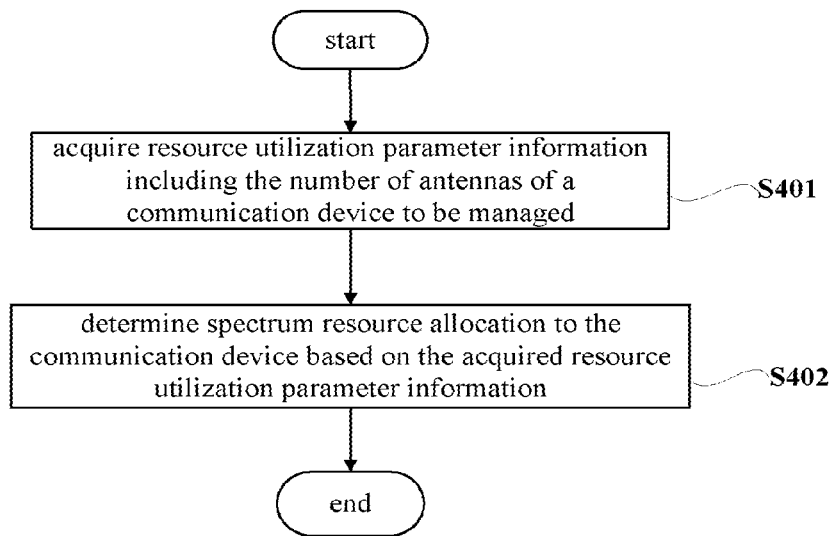 start
acquire resource utilization parameter information
including the number of antennas of a
communication device to be managed
S401
determine spectrum resource allocation to the
communication device based on the acquired resource
utilization parameter information
S402
end